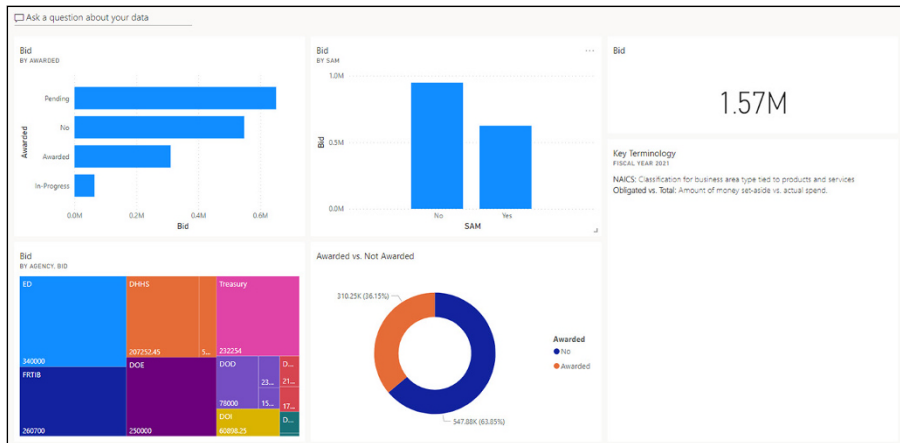 Ask a question about your data
Bid
BY AWARDED
Awarded
Pending
No
Awarded
In-Progress
0.0M 0.2M 0.4M 0.6M
Bid
Bid
BY SAM
...
Bid
1.0M
0.5M
0.0M
No Yes
SAM
Bid
1.57M
Key Terminology
FISCAL YEAR 2021
NAICS: Classification for business area type tied to products and services
Obligated vs. Total: Amount of money set-aside vs. actual spend.
Bid
BY AGENCY, BID
ED
340000
FRTIB
260700
DHHS
207252.45
5...
DOE
250000
Treasury
232254
DOD
78000
23...
15...
D...
21...
17...
DOI
60898.25
D...
Awarded vs. Not Awarded
310.25K (36.15%)
547.88K (63.85%)
Awarded
No
Awarded